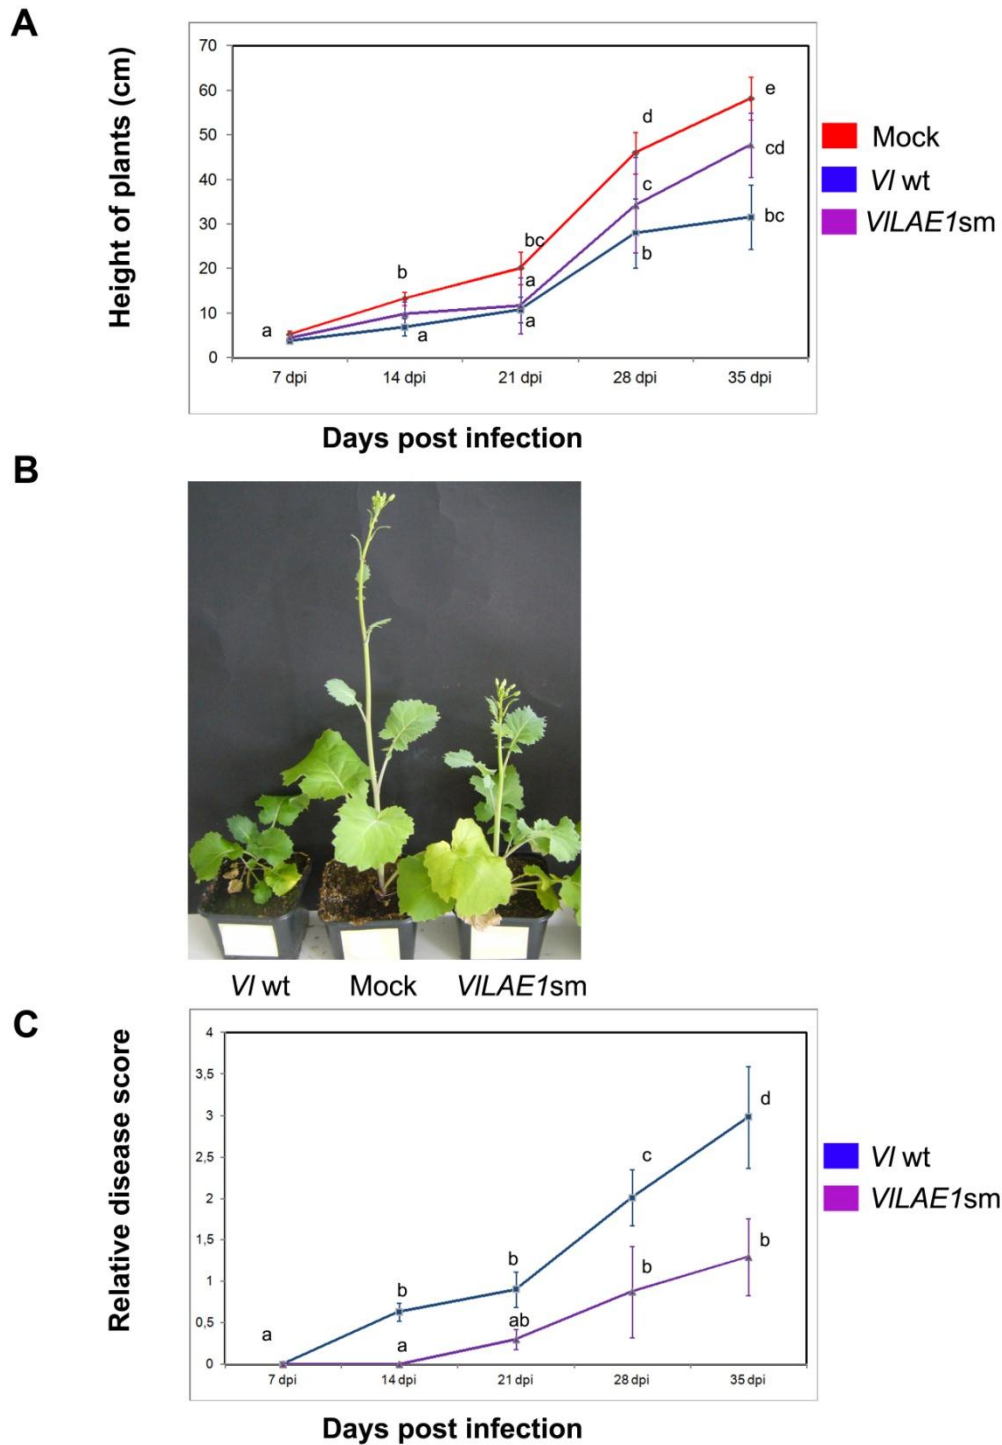 A
Height of plants (cm)
70
60
50
40
30
20
10
0
a
b
a
bc
a
a
d
c
b
e
cd
bc
7 dpi 14 dpi 21 dpi 28 dpi 35 dpi
Days post infection
Mock
Vl wt
VlLAE1sm
B
Vl wt Mock VlLAE1sm
C
Relative disease score
4
3,5
3
2,5
2
1,5
1
0,5
0
a
b
a
b
ab
c
b
d
b
7 dpi 14 dpi 21 dpi 28 dpi 35 dpi
Days post infection
Vl wt
VlLAE1sm